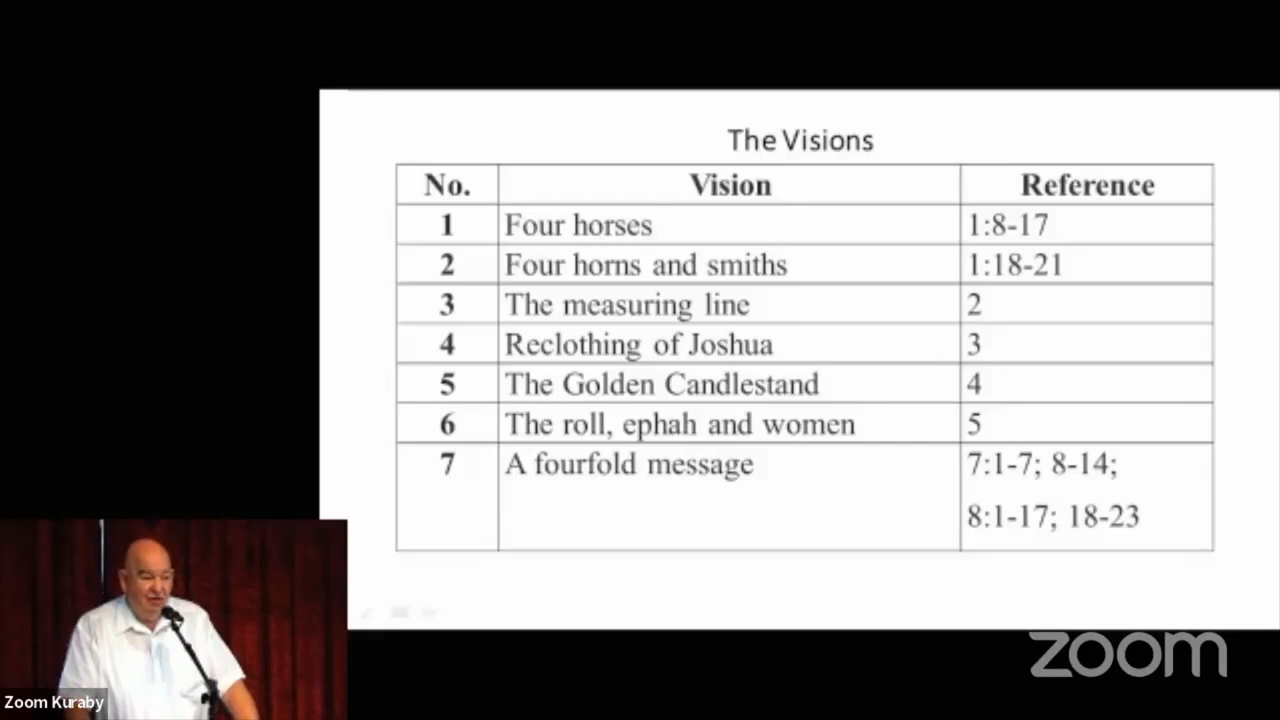 The Visions
No. Vision Reference
1 Four horses 1:8-17
2 Four horns and smiths 1:18-21
3 The measuring line 2
4 Reclothing of Joshua 3
5 The Golden Candlestand 4
6 The roll, ephah and women 5
7 A fourfold message 7:1-7; 8-14;
8:1-17; 18-23
zoom
Zoom Kuraby